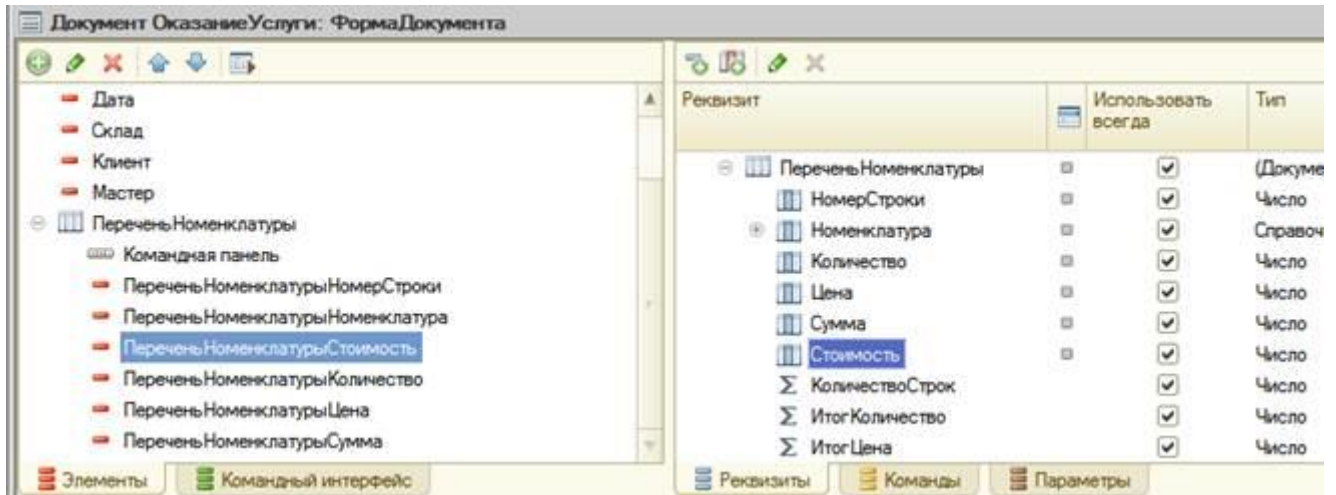 Документ ОказаниеУслуги: ФормаДокумента
Дата
Склад
Клиент
Мастер
ПереченьНоменклатуры
Командная панель
ПереченьНоменклатурыНомерСтроки
ПереченьНоменклатурыНоменклатура
ПереченьНоменклатурыСтоимость
ПереченьНоменклатурыКоличество
ПереченьНоменклатурыЦена
ПереченьНоменклатурыСумма
Элементы Командный интерфейс
Реквизит Использовать всегда Тип
ПереченьНоменклатуры (Докуме
НомерСтроки Число
Номенклатура Справоч
Количество Число
Цена Число
Сумма Число
Стоимость Число
Σ КоличествоСтрок Число
Σ ИтогКоличество Число
Σ ИтогЦена Число
Реквизиты Команды Параметры